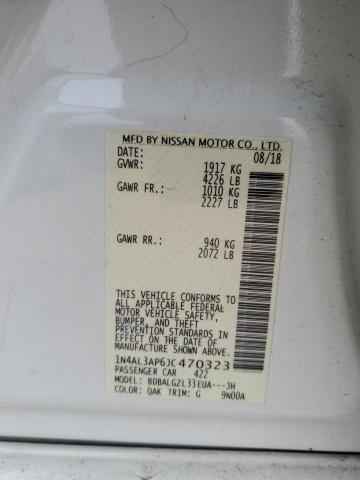 MFD BY NISSAN MOTOR CO., LTD.
DATE: 08/18
GVWR: 1917 KG
4226 LB
GAWR FR.: 1010 KG
2227 LB
GAWR RR.: 940 KG
2072 LB
THIS VEHICLE CONFORMS TO
ALL APPLICABLE FEDERAL
MOTOR VEHICLE SAFETY,
BUMPER, AND THEFT
PREVENTION STANDARDS IN
EFFECT ON THE DATE OF
MANUFACTURE SHOWN ABOVE.
1N4AL3AP6JC470323
PASSENGER CAR 422
MODEL: BDBALG2L33EUA---JH
COLOR: QAK TRIM: G 9N00A